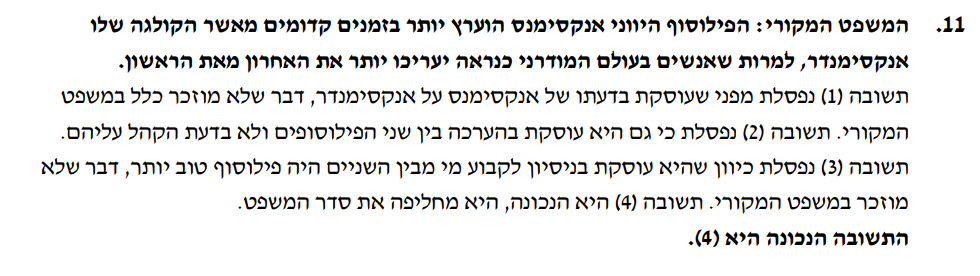 11. המשפט המקורי: הפילוסוף היווני אנקסימנס הוערץ יותר בזמנים קדומים מאשר הקולגה שלו
אנקסימנדר, למרות שאנשים בעולם המודרני כנראה יעריכו יותר את האחרון מאת הראשון.
תשובה (1) נפסלת מפני שעוסקת בדעתו של אנקסימנס על אנקסימנדר, דבר שלא מוזכר כלל במשפט
המקורי. תשובה (2) נפסלת כי גם היא עוסקת בהערכה בין שני הפילוסופים ולא בדעת הקהל עליהם.
תשובה (3) נפסלת כיוון שהיא עוסקת בניסיון לקבוע מי מבין השניים היה פילוסוף טוב יותר, דבר שלא
מוזכר במשפט המקורי. תשובה (4) היא הנכונה, היא מחליפה את סדר המשפט.
התשובה הנכונה היא (4).